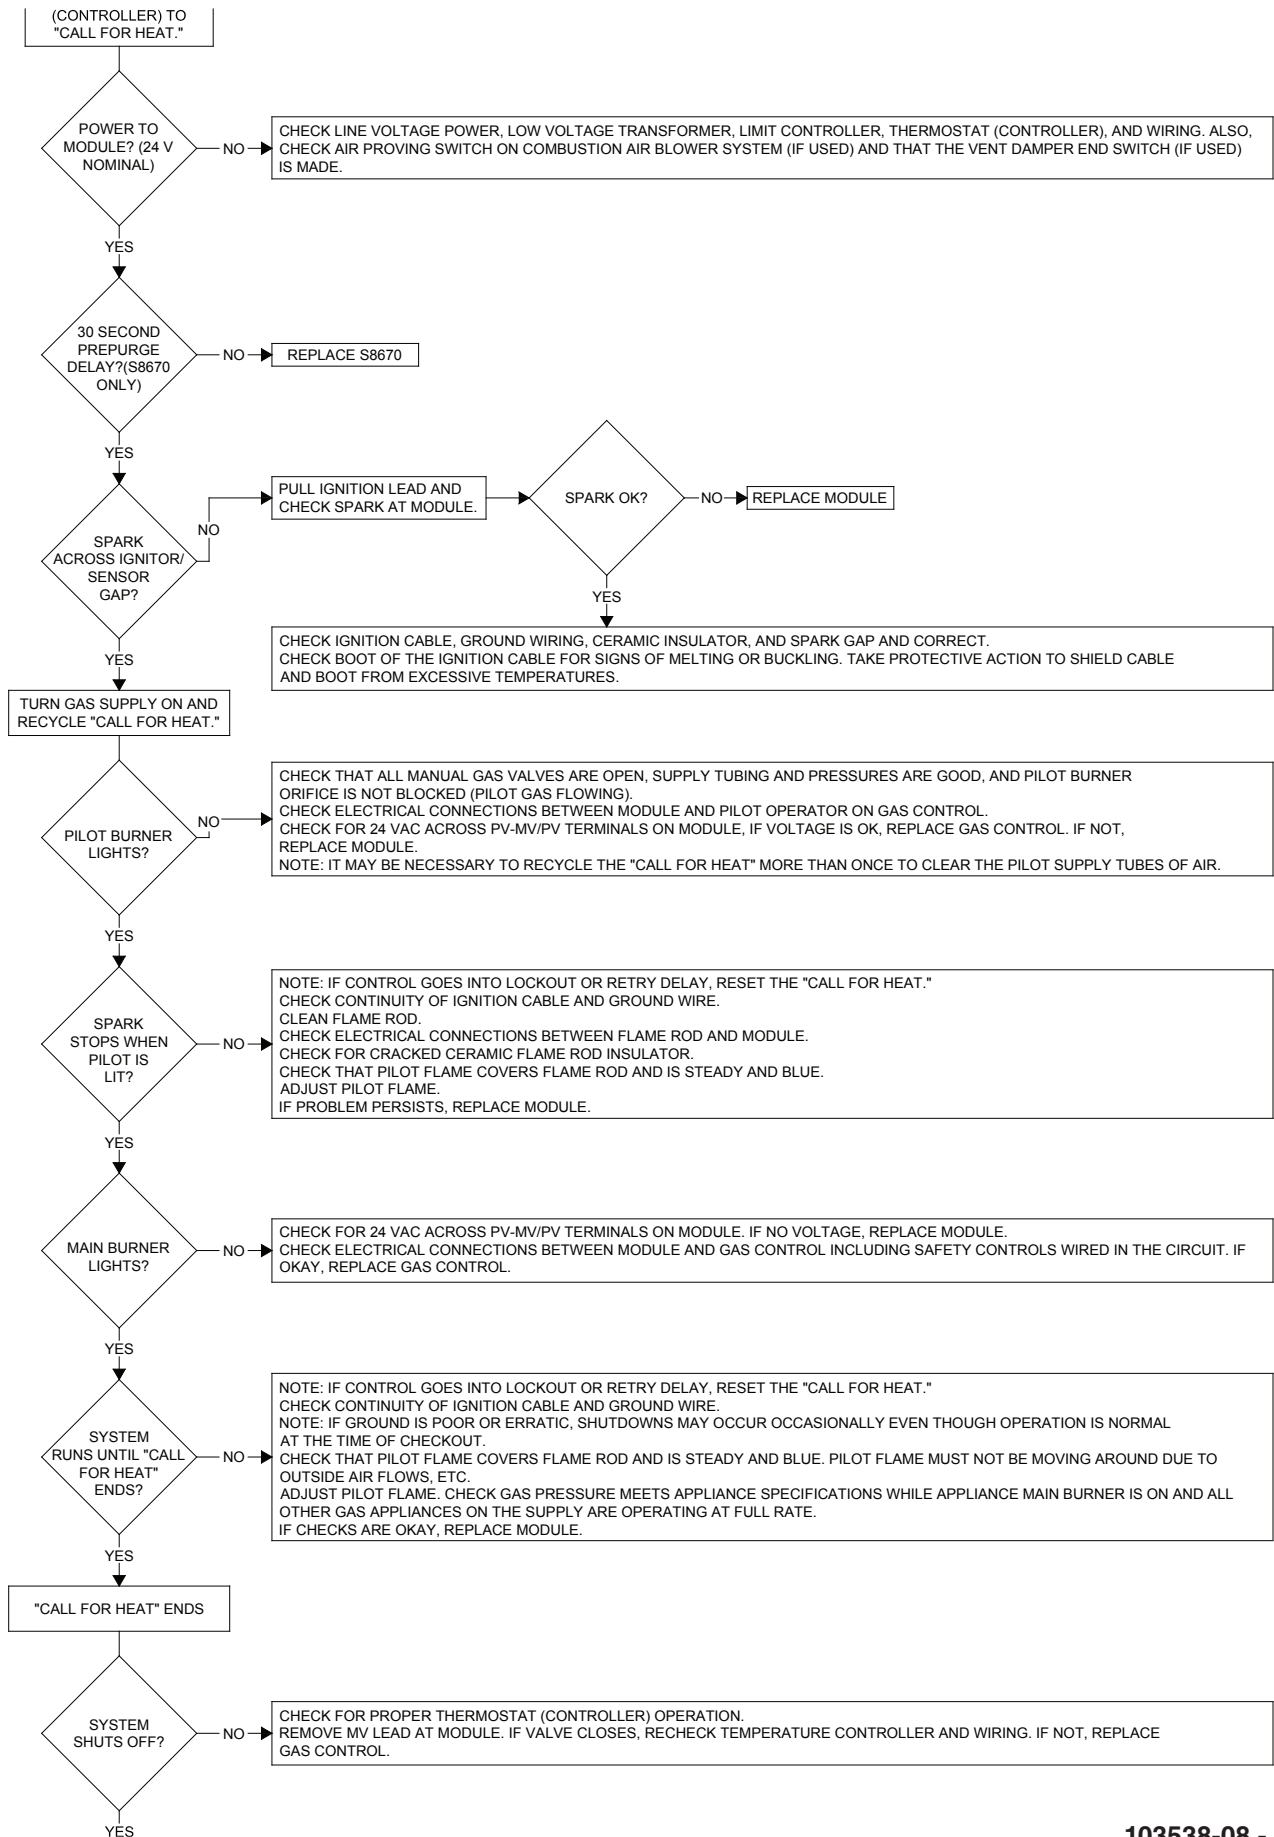 (CONTROLLER) TO
"CALL FOR HEAT."
POWER TO
MODULE? (24 V
NOMINAL)
NO
CHECK LINE VOLTAGE POWER, LOW VOLTAGE TRANSFORMER, LIMIT CONTROLLER, THERMOSTAT (CONTROLLER), AND WIRING. ALSO,
CHECK AIR PROVING SWITCH ON COMBUSTION AIR BLOWER SYSTEM (IF USED) AND THAT THE VENT DAMPER END SWITCH (IF USED)
IS MADE.
YES
30 SECOND
PREPURGE
DELAY?(S8670
ONLY)
NO
REPLACE S8670
YES
SPARK
ACROSS IGNITOR/
SENSOR
GAP?
NO
PULL IGNITION LEAD AND
CHECK SPARK AT MODULE.
SPARK OK?
NO
REPLACE MODULE
YES
CHECK IGNITION CABLE, GROUND WIRING, CERAMIC INSULATOR, AND SPARK GAP AND CORRECT.
CHECK BOOT OF THE IGNITION CABLE FOR SIGNS OF MELTING OR BUCKLING. TAKE PROTECTIVE ACTION TO SHIELD CABLE
AND BOOT FROM EXCESSIVE TEMPERATURES.
YES
TURN GAS SUPPLY ON AND
RECYCLE "CALL FOR HEAT."
PILOT BURNER
LIGHTS?
NO
CHECK THAT ALL MANUAL GAS VALVES ARE OPEN, SUPPLY TUBING AND PRESSURES ARE GOOD, AND PILOT BURNER
ORIFICE IS NOT BLOCKED (PILOT GAS FLOWING).
CHECK ELECTRICAL CONNECTIONS BETWEEN MODULE AND PILOT OPERATOR ON GAS CONTROL.
CHECK FOR 24 VAC ACROSS PV-MV/PV TERMINALS ON MODULE, IF VOLTAGE IS OK, REPLACE GAS CONTROL. IF NOT,
REPLACE MODULE.
NOTE: IT MAY BE NECESSARY TO RECYCLE THE "CALL FOR HEAT" MORE THAN ONCE TO CLEAR THE PILOT SUPPLY TUBES OF AIR.
YES
SPARK
STOPS WHEN
PILOT IS
LIT?
NO
NOTE: IF CONTROL GOES INTO LOCKOUT OR RETRY DELAY, RESET THE "CALL FOR HEAT."
CHECK CONTINUITY OF IGNITION CABLE AND GROUND WIRE.
CLEAN FLAME ROD.
CHECK ELECTRICAL CONNECTIONS BETWEEN FLAME ROD AND MODULE.
CHECK FOR CRACKED CERAMIC FLAME ROD INSULATOR.
CHECK THAT PILOT FLAME COVERS FLAME ROD AND IS STEADY AND BLUE.
ADJUST PILOT FLAME.
IF PROBLEM PERSISTS, REPLACE MODULE.
YES
MAIN BURNER
LIGHTS?
NO
CHECK FOR 24 VAC ACROSS PV-MV/PV TERMINALS ON MODULE. IF NO VOLTAGE, REPLACE MODULE.
CHECK ELECTRICAL CONNECTIONS BETWEEN MODULE AND GAS CONTROL INCLUDING SAFETY CONTROLS WIRED IN THE CIRCUIT. IF
OKAY, REPLACE GAS CONTROL.
YES
SYSTEM
RUNS UNTIL "CALL
FOR HEAT"
ENDS?
NO
NOTE: IF CONTROL GOES INTO LOCKOUT OR RETRY DELAY, RESET THE "CALL FOR HEAT."
CHECK CONTINUITY OF IGNITION CABLE AND GROUND WIRE.
NOTE: IF GROUND IS POOR OR ERRATIC, SHUTDOWNS MAY OCCUR OCCASIONALLY EVEN THOUGH OPERATION IS NORMAL
AT THE TIME OF CHECKOUT.
CHECK THAT PILOT FLAME COVERS FLAME ROD AND IS STEADY AND BLUE. PILOT FLAME MUST NOT BE MOVING AROUND DUE TO
OUTSIDE AIR FLOWS, ETC.
ADJUST PILOT FLAME. CHECK GAS PRESSURE MEETS APPLIANCE SPECIFICATIONS WHILE APPLIANCE MAIN BURNER IS ON AND ALL
OTHER GAS APPLIANCES ON THE SUPPLY ARE OPERATING AT FULL RATE.
IF CHECKS ARE OKAY, REPLACE MODULE.
YES
"CALL FOR HEAT" ENDS
SYSTEM
SHUTS OFF?
NO
CHECK FOR PROPER THERMOSTAT (CONTROLLER) OPERATION.
REMOVE MV LEAD AT MODULE. IF VALVE CLOSES, RECHECK TEMPERATURE CONTROLLER AND WIRING. IF NOT, REPLACE
GAS CONTROL.
YES
103538-08 -